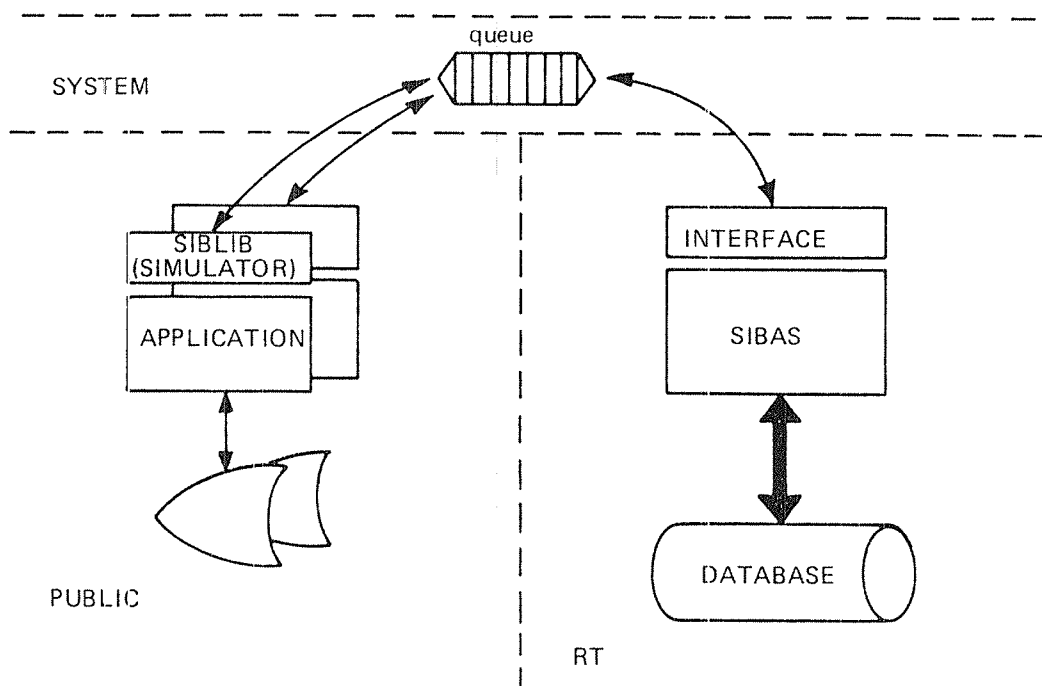 queue
SYSTEM
SIBLIB
(SIMULATOR)
INTERFACE
APPLICATION
SIBAS
DATABASE
PUBLIC
RT